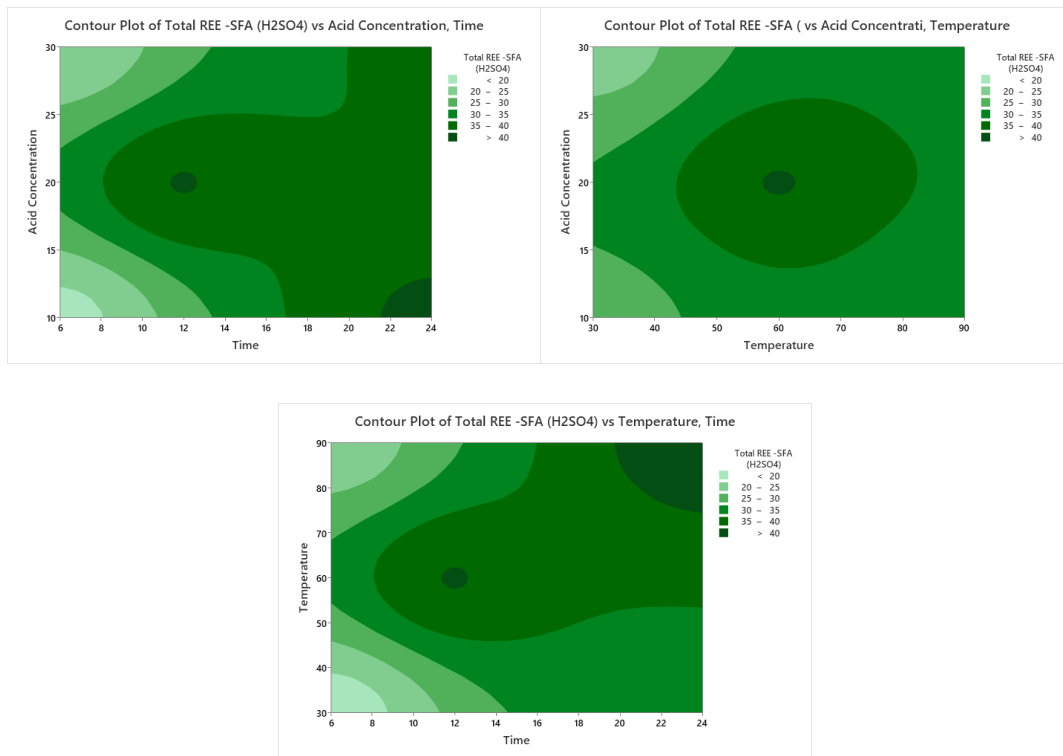 Contour Plot of Total REE -SFA (H2SO4) vs Acid Concentration, Time
Total REE -SFA
(H2SO4)
< 20
20 – 25
25 – 30
30 – 35
35 – 40
> 40
Acid Concentration
30
25
20
15
10
6 8 10 12 14 16 18 20 22 24
Time
Contour Plot of Total REE -SFA ( vs Acid Concentrati, Temperature
Total REE -SFA
(H2SO4)
< 20
20 – 25
25 – 30
30 – 35
35 – 40
> 40
Acid Concentration
30
25
20
15
10
30 40 50 60 70 80 90
Temperature
Contour Plot of Total REE -SFA (H2SO4) vs Temperature, Time
Total REE -SFA
(H2SO4)
< 20
20 – 25
25 – 30
30 – 35
35 – 40
> 40
Temperature
90
80
70
60
50
40
30
6 8 10 12 14 16 18 20 22 24
Time